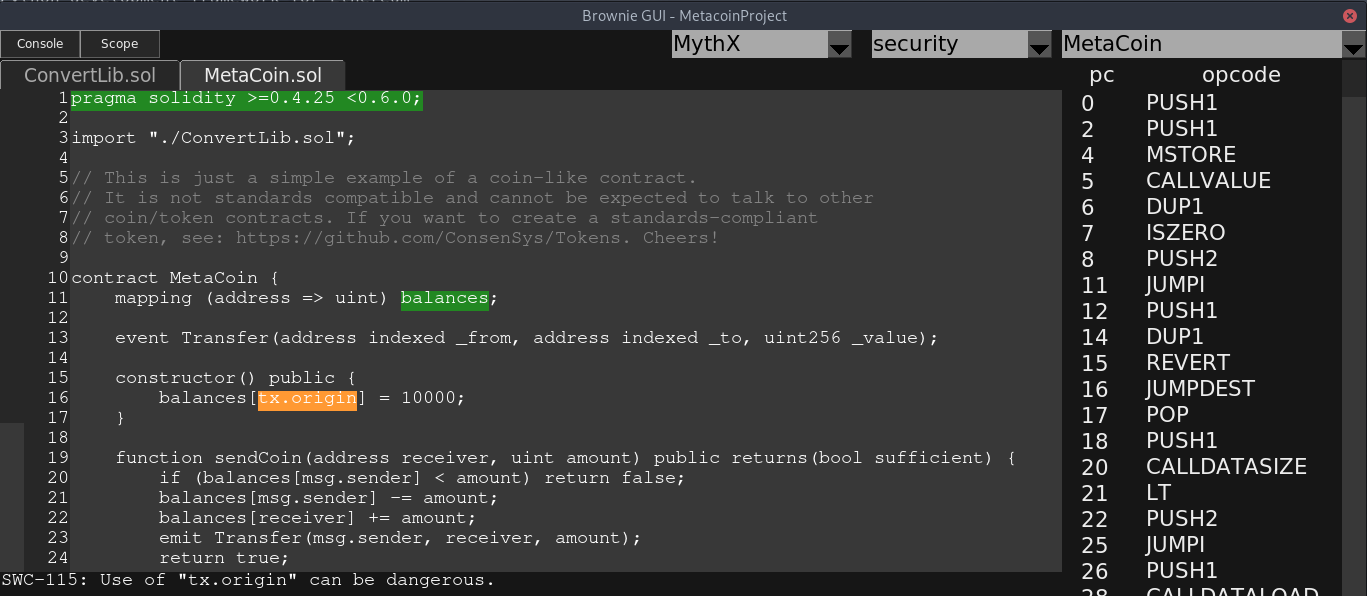 Brownie GUI - MetacoinProject
Console Scope MythX security MetaCoin
ConvertLib.sol MetaCoin.sol
1 pragma solidity >=0.4.25 <0.6.0;
2
3 import "./ConvertLib.sol";
4
5 // This is just a simple example of a coin-like contract.
6 // It is not standards compatible and cannot be expected to talk to other
7 // coin/token contracts. If you want to create a standards-compliant
8 // token, see: https://github.com/ConsenSys/Tokens. Cheers!
9
10 contract MetaCoin {
11 mapping (address => uint) balances;
12
13 event Transfer(address indexed _from, address indexed _to, uint256 _value);
14
15 constructor() public {
16 balances[tx.origin] = 10000;
17 }
18
19 function sendCoin(address receiver, uint amount) public returns(bool sufficient) {
20 if (balances[msg.sender] < amount) return false;
21 balances[msg.sender] -= amount;
22 balances[receiver] += amount;
23 emit Transfer(msg.sender, receiver, amount);
24 return true;
SWC-115: Use of "tx.origin" can be dangerous.
pc opcode
0 PUSH1
2 PUSH1
4 MSTORE
5 CALLVALUE
6 DUP1
7 ISZERO
8 PUSH2
11 JUMPI
12 PUSH1
14 DUP1
15 REVERT
16 JUMPDEST
17 POP
18 PUSH1
20 CALLDATASIZE
21 LT
22 PUSH2
25 JUMPI
26 PUSH1
28 CALLDATALOAD